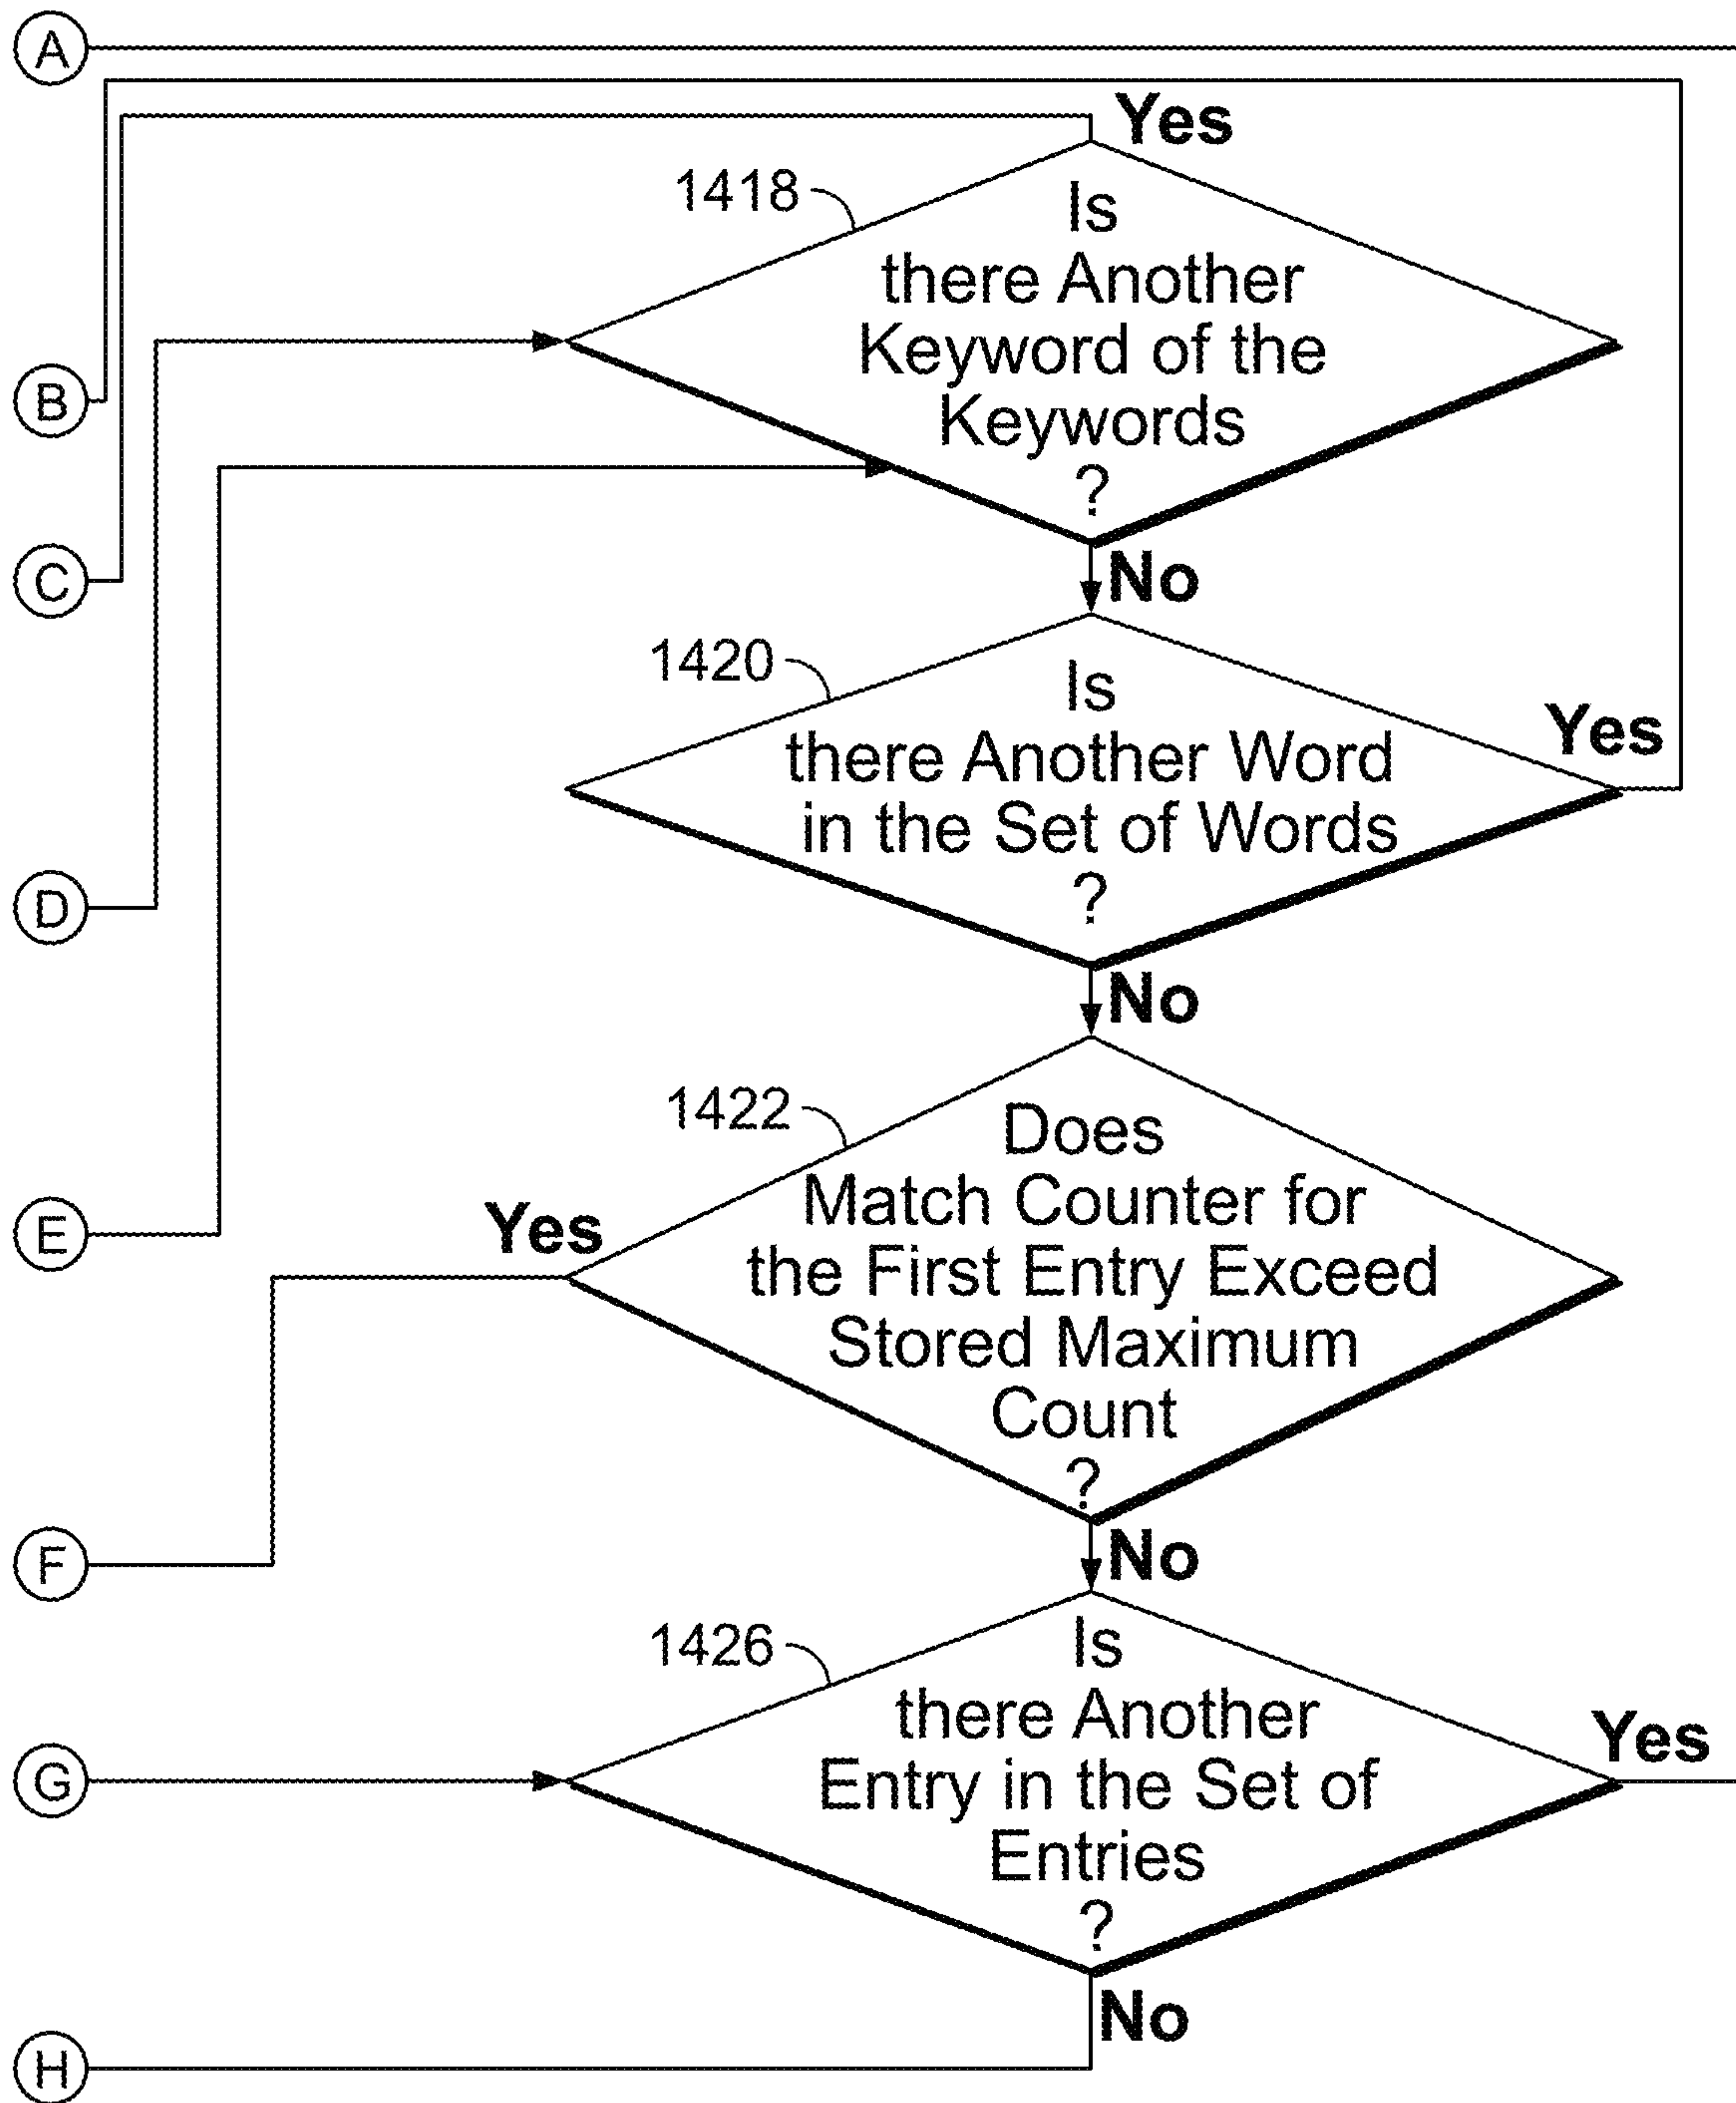 A
Yes
1418
Is
there Another
Keyword of the
Keywords
?
B
C
No
1420
Is
there Another Word
in the Set of Words
?
Yes
D
No
1422
Does
Match Counter for
the First Entry Exceed
Stored Maximum
Count
?
Yes
E
F
No
1426
Is
there Another
Entry in the Set of
Entries
?
Yes
G
No
H